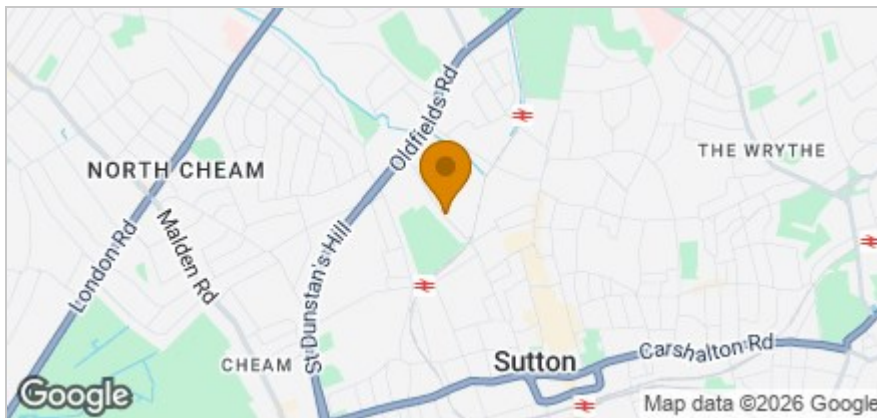 Oldfields Rd
THE WRYTHE
NORTH CHEAM
London Rd
Malden Rd
St Dunstan's Hill
CHEAM
Sutton
Carshalton Rd
Google
Map data ©2026 Google